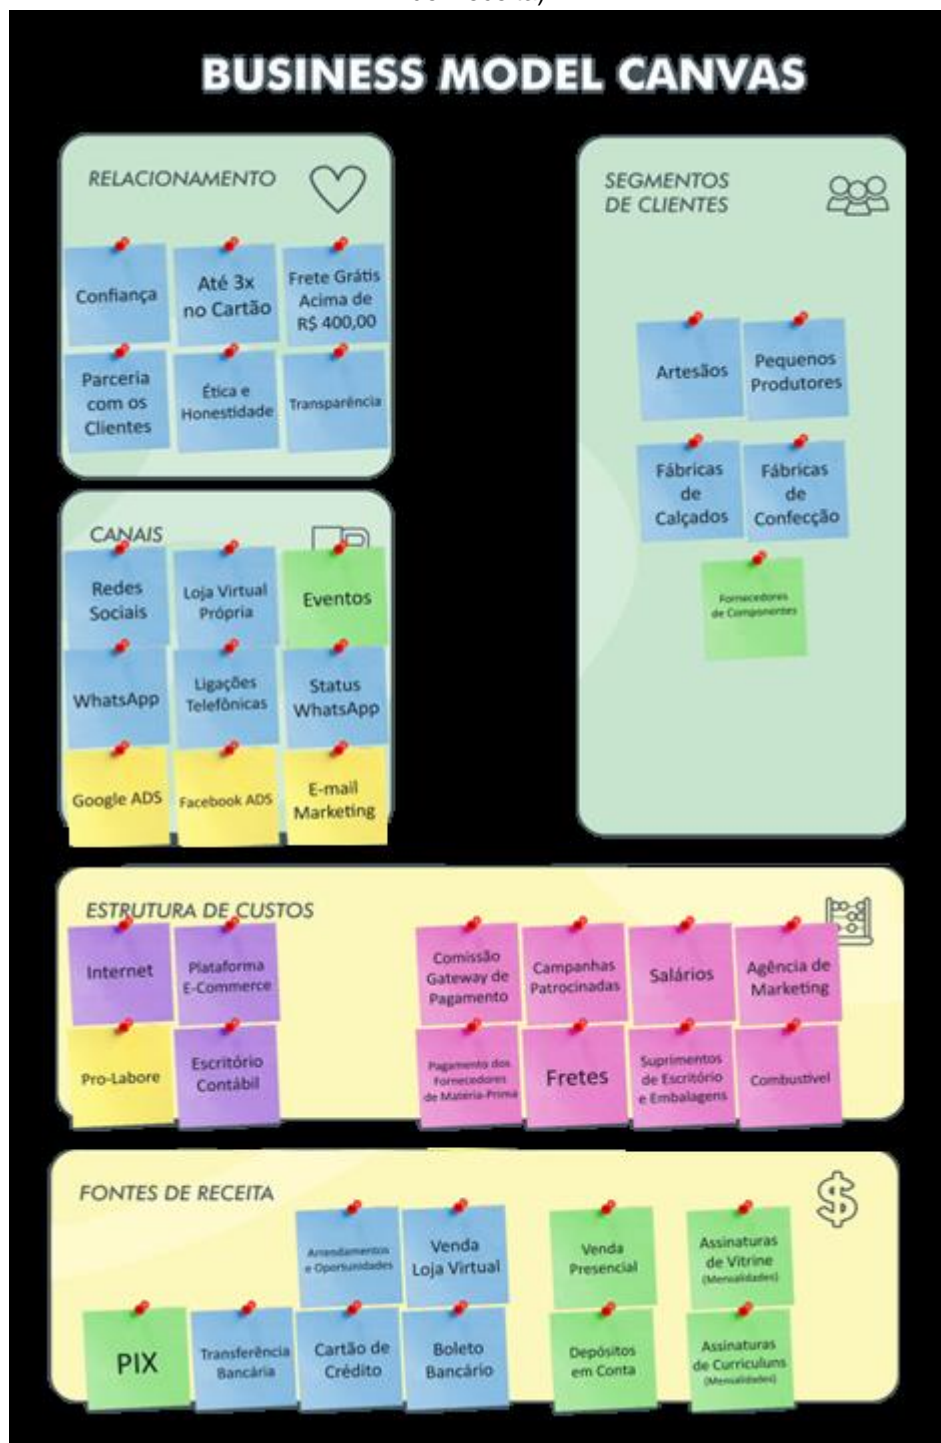 BUSINESS MODEL CANVAS
RELACIONAMENTO
Confiança
Até 3x
no Cartão
Frete Grátis
Acima de
R$ 400,00
Parceria
com os
Clientes
Ética e
Honestidade
Transparência
CANAIS
Redes
Sociais
Loja Virtual
Própria
Eventos
WhatsApp
Ligações
Telefônicas
Status
WhatsApp
Google ADS
Facebook ADS
E-mail
Marketing
SEGMENTOS
DE CLIENTES
Artesãos
Pequenos
Produtores
Fábricas
de
Calçados
Fábricas
de
Confecção
Fornecedores
de Componentes
ESTRUTURA DE CUSTOS
Internet
Plataforma
E-Commerce
Comissão
Gateway de
Pagamento
Campanhas
Patrocinadas
Salários
Agência de
Marketing
Pro-Labore
Escritório
Contábil
Pagamento dos
Fornecedores
de Matéria-Prima
Fretes
Suprimentos
de Escritório
e Embalagens
Combustível
FONTES DE RECEITA
Arrendamentos
e Oportunidades
Venda
Loja Virtual
Venda
Presencial
Assinaturas
de Vitrine
(Mensalidades)
PIX
Transferência
Bancária
Cartão de
Crédito
Boleto
Bancário
Depósitos
em Conta
Assinaturas
de Curriculuns
(Mensalidades)